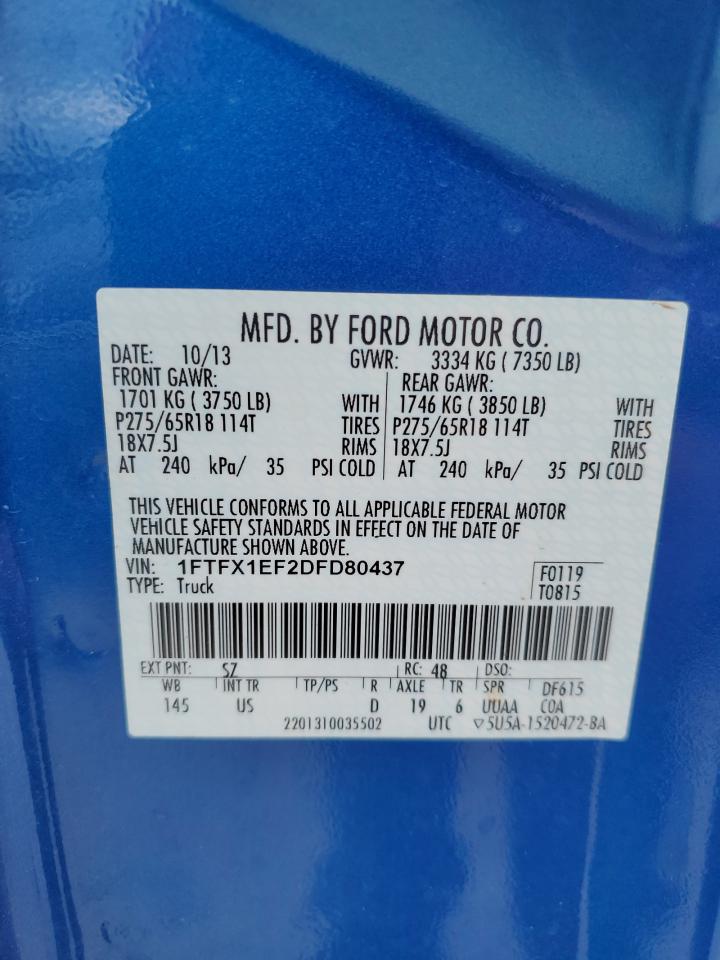 MFD. BY FORD MOTOR CO.
DATE: 10/13 GVWR: 3334 KG ( 7350 LB)
FRONT GAWR: REAR GAWR:
1701 KG ( 3750 LB) WITH 1746 KG ( 3850 LB) WITH
P275/65R18 114T TIRES P275/65R18 114T TIRES
18X7.5J RIMS 18X7.5J RIMS
AT 240 kPa/ 35 PSI COLD AT 240 kPa/ 35 PSI COLD
THIS VEHICLE CONFORMS TO ALL APPLICABLE FEDERAL MOTOR
VEHICLE SAFETY STANDARDS IN EFFECT ON THE DATE OF
MANUFACTURE SHOWN ABOVE.
VIN: 1FTFX1EF2DFD80437 F0119
TYPE: Truck T0815
EXT PNT: SZ RC: 48 DSO:
WB INT TR TP/PS R AXLE TR SPR DF615
145 US D 19 6 UUAA COA
2201310035502 UTC ▽5U5A-1520472-BA